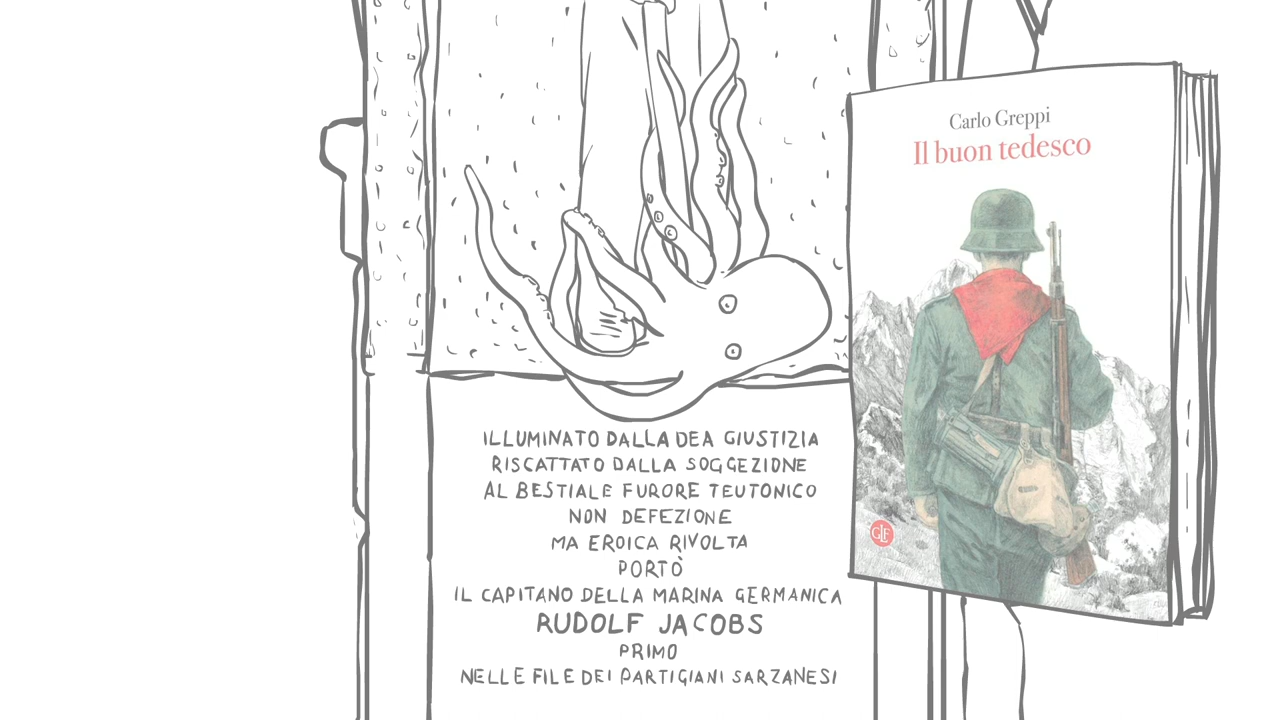 Carlo Greppi
Il buon tedesco
GLF
ILLUMINATO DALLA DEA GIUSTIZIA
RISCATTATO DALLA SOGGEZIONE
AL BESTIALE FURORE TEUTONICO
NON DEFEZIONE
MA EROICA RIVOLTA
PORTÒ
IL CAPITANO DELLA MARINA GERMANICA
RUDOLF JACOBS
PRIMO
NELLE FILE DEI PARTIGIANI SARZANESI